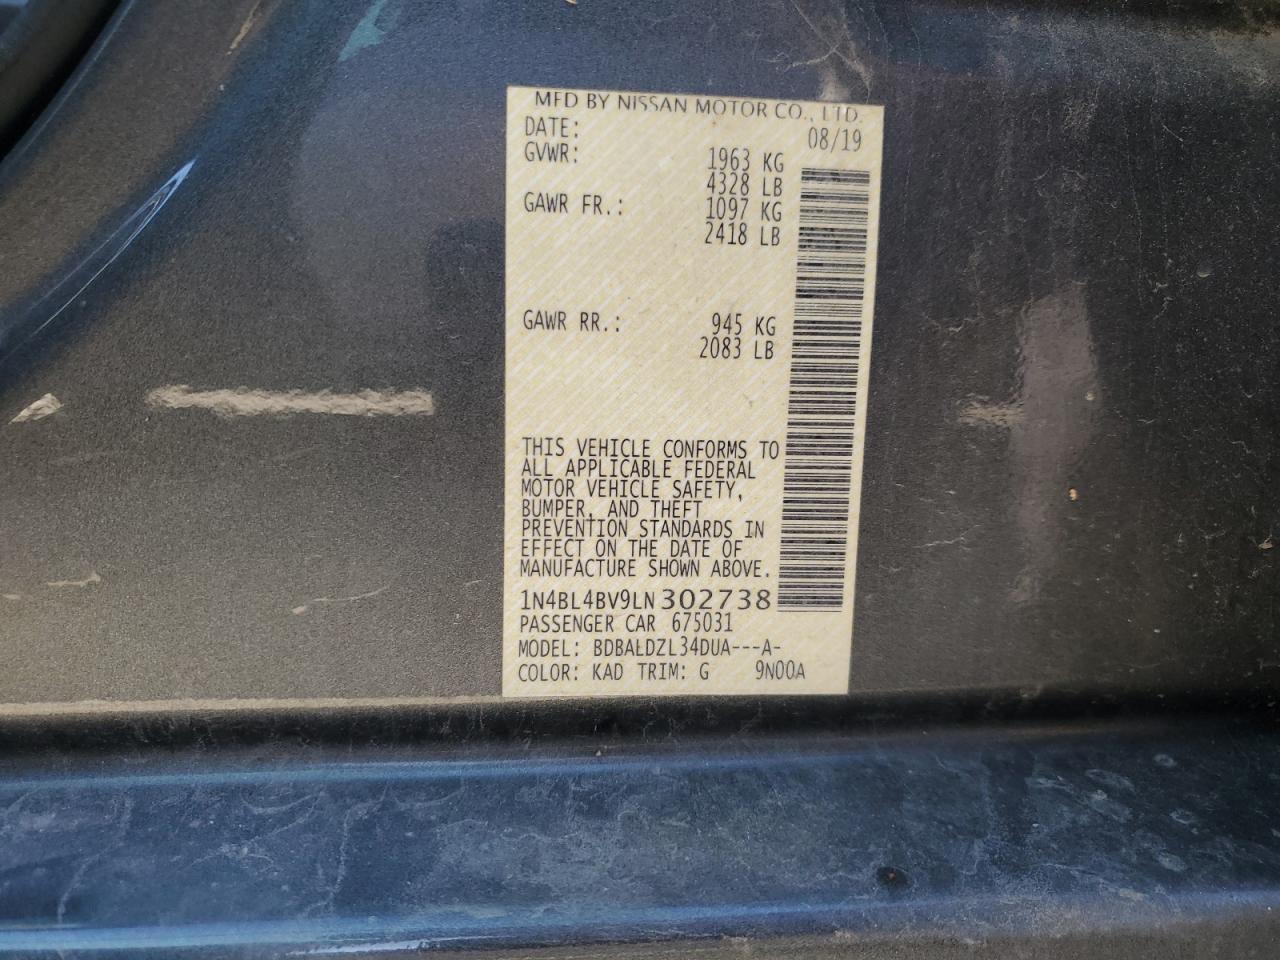 MFD BY NISSAN MOTOR CO., LTD.
DATE: 08/19
GVWR: 1963 KG
4328 LB
GAWR FR.: 1097 KG
2418 LB
GAWR RR.: 945 KG
2083 LB
THIS VEHICLE CONFORMS TO
ALL APPLICABLE FEDERAL
MOTOR VEHICLE SAFETY,
BUMPER, AND THEFT
PREVENTION STANDARDS IN
EFFECT ON THE DATE OF
MANUFACTURE SHOWN ABOVE.
1N4BL4BV9LN302738
PASSENGER CAR 675031
MODEL: BDBALDZL34DUA---A-
COLOR: KAD TRIM: G 9N00A